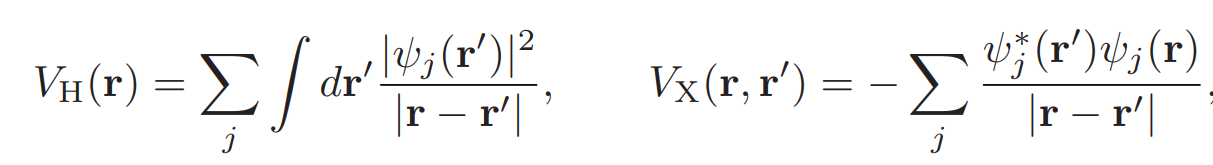 V_H(r) = ∑_j ∫ dr′ |ψ_j(r′)|² / |r − r′|,    V_X(r, r′) = − ∑_j ψ_j^*(r′)ψ_j(r) / |r − r′|,